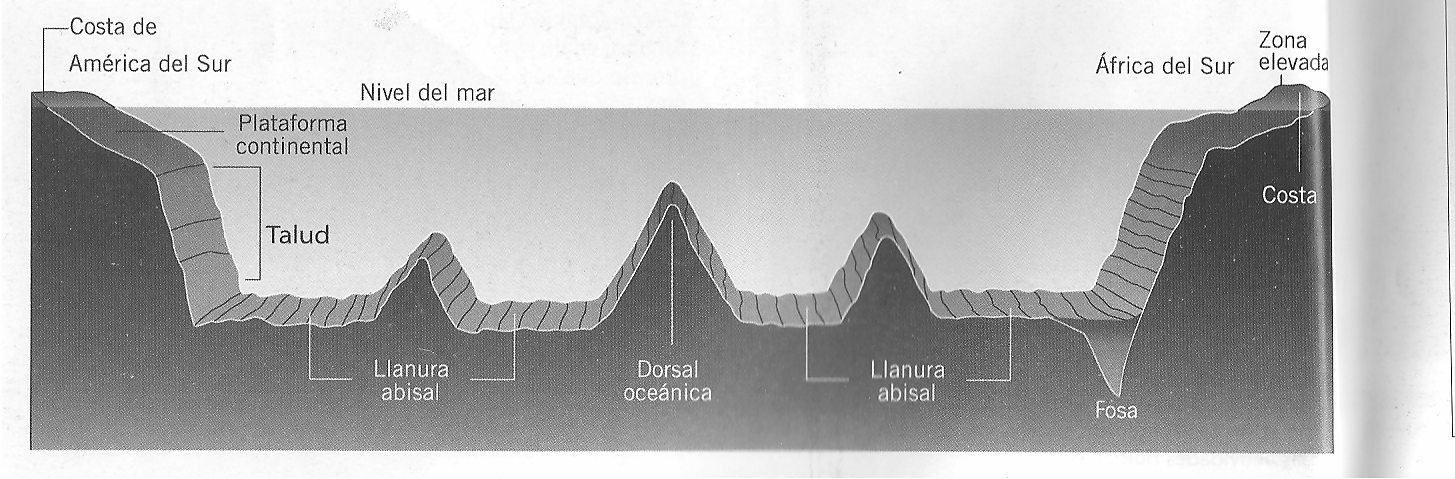 Costa de
América del Sur
Nivel del mar
África del Sur
Zona
elevada
Plataforma
continental
Talud
Costa
Llanura
abisal
Dorsal
oceánica
Llanura
abisal
Fosa